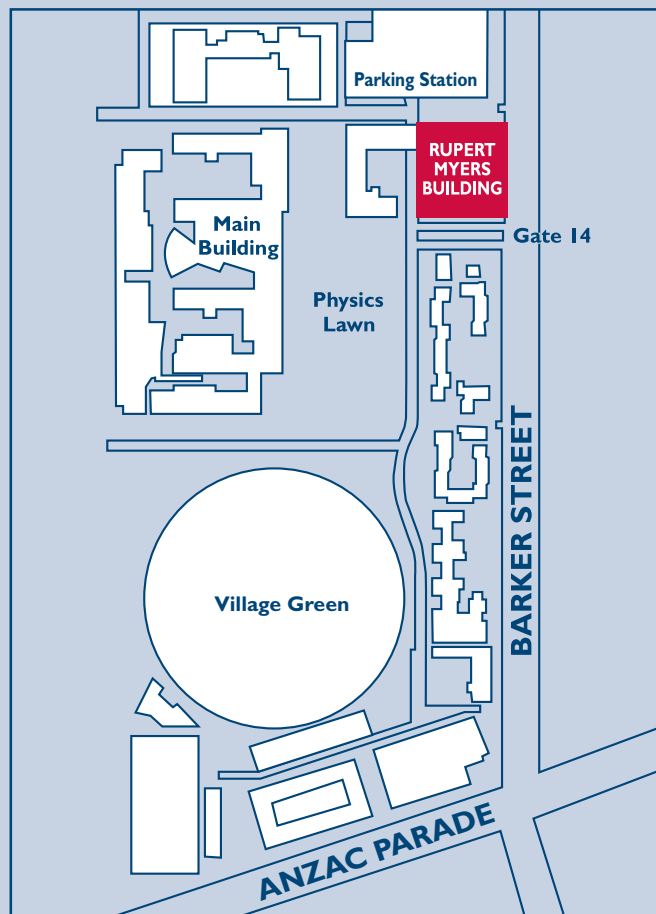 Parking Station
RUPERT
MYERS
BUILDING
Gate 14
Main
Building
Physics
Lawn
BARKER STREET
Village Green
ANZAC PARADE